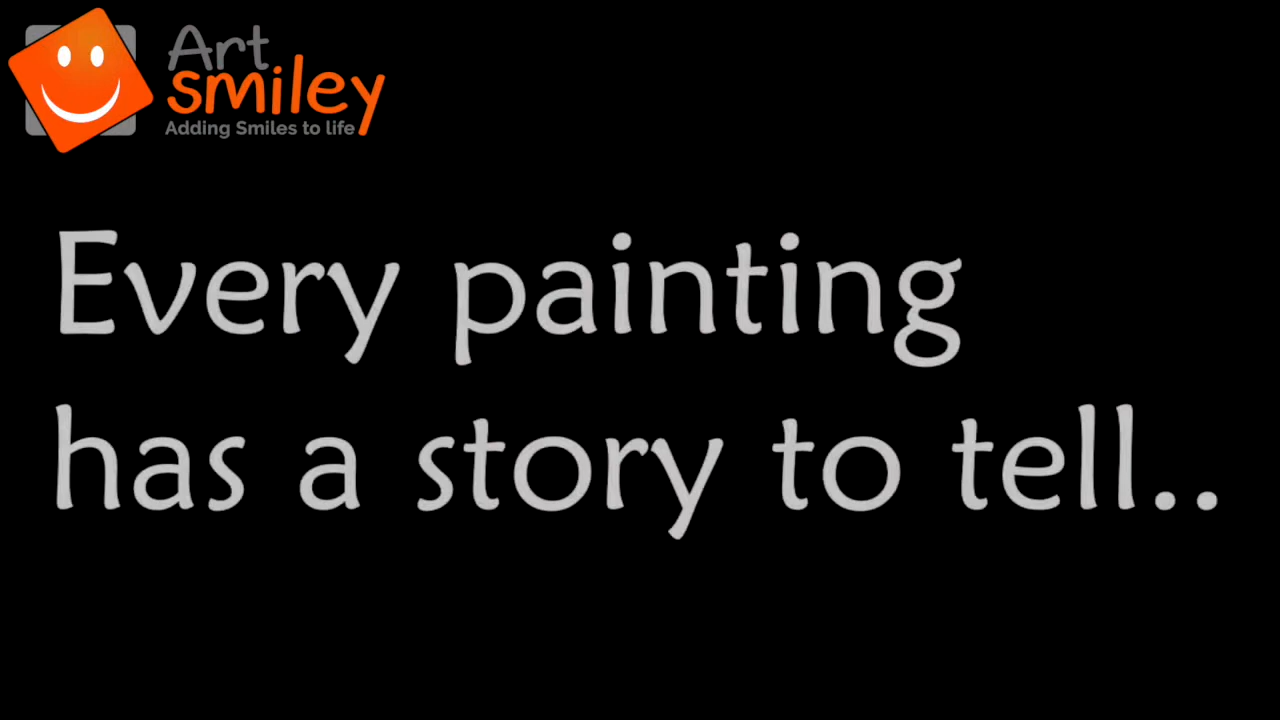 Art
smiley
Adding Smiles to life
Every painting
has a story to tell..